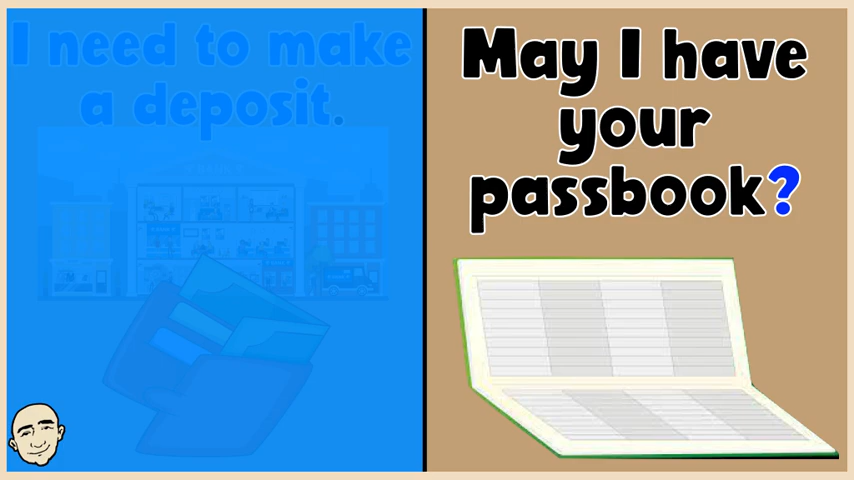 I need to make
a deposit.
May I have
your
passbook?